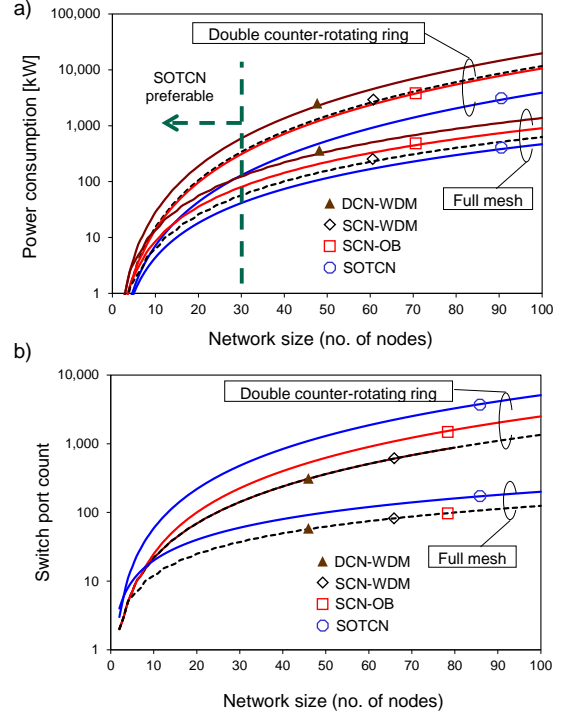 a)
100,000
10,000
1,000
100
10
1
Power consumption [kW]
Double counter-rotating ring
SOTCN
preferable
Full mesh
DCN-WDM
SCN-WDM
SCN-OB
SOTCN
0 10 20 30 40 50 60 70 80 90 100
Network size (no. of nodes)
b)
10,000
1,000
100
10
1
Switch port count
Double counter-rotating ring
Full mesh
DCN-WDM
SCN-WDM
SCN-OB
SOTCN
0 10 20 30 40 50 60 70 80 90 100
Network size (no. of nodes)